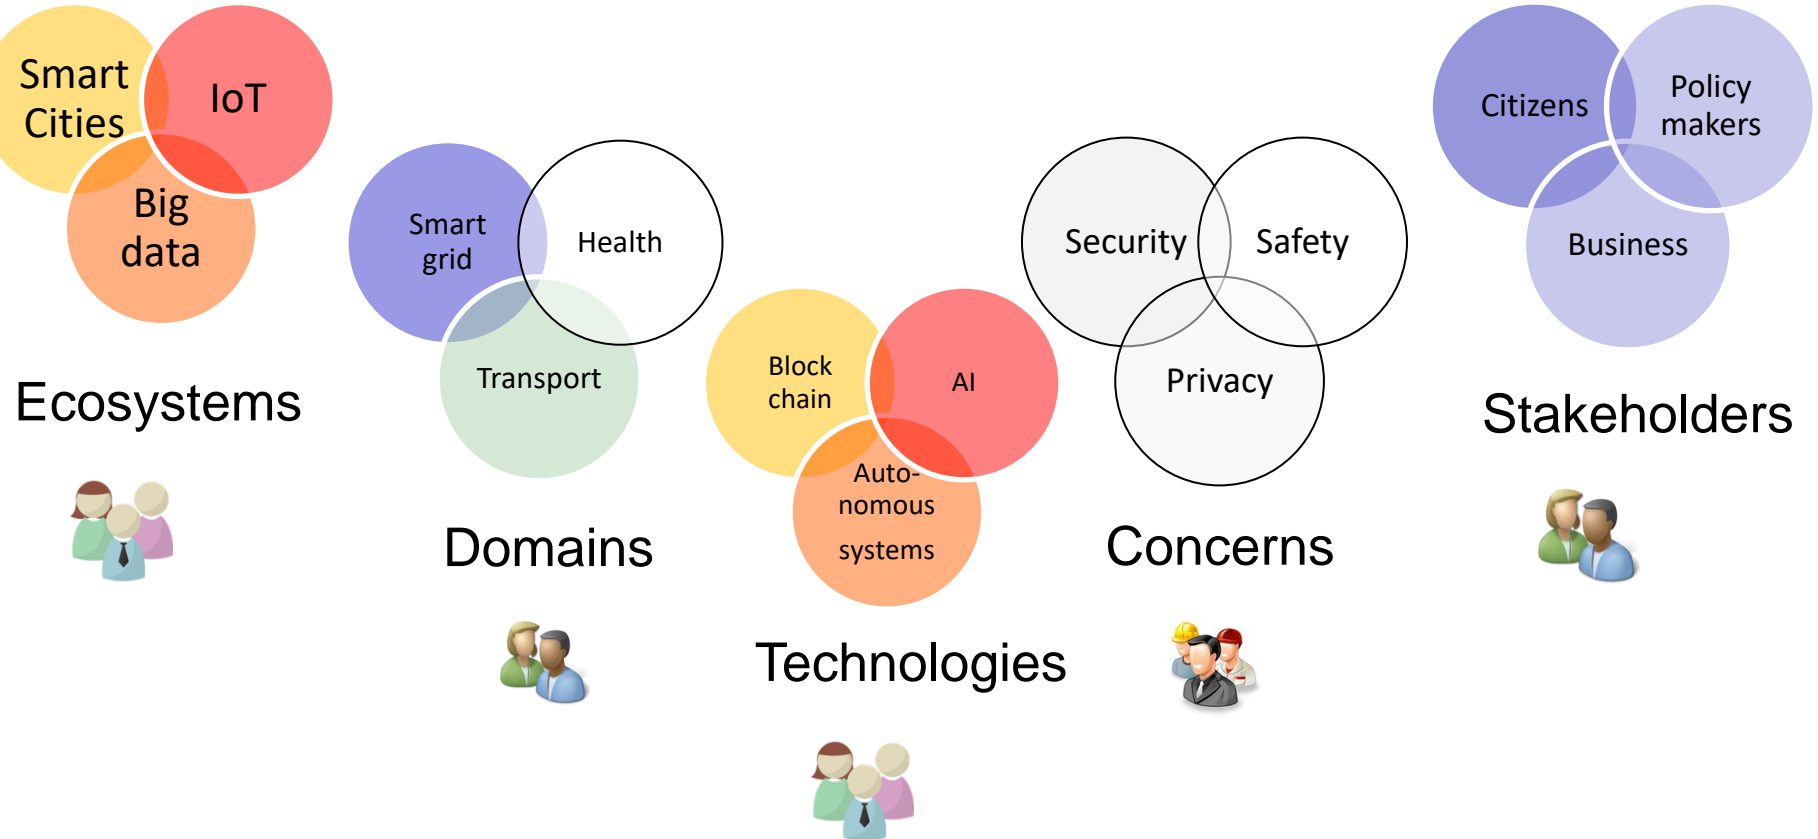 Smart
Cities
IoT
Big
data
Ecosystems
Smart
grid
Health
Transport
Domains
Block
chain
AI
Auto-
nomous
systems
Technologies
Security
Safety
Privacy
Concerns
Citizens
Policy
makers
Business
Stakeholders